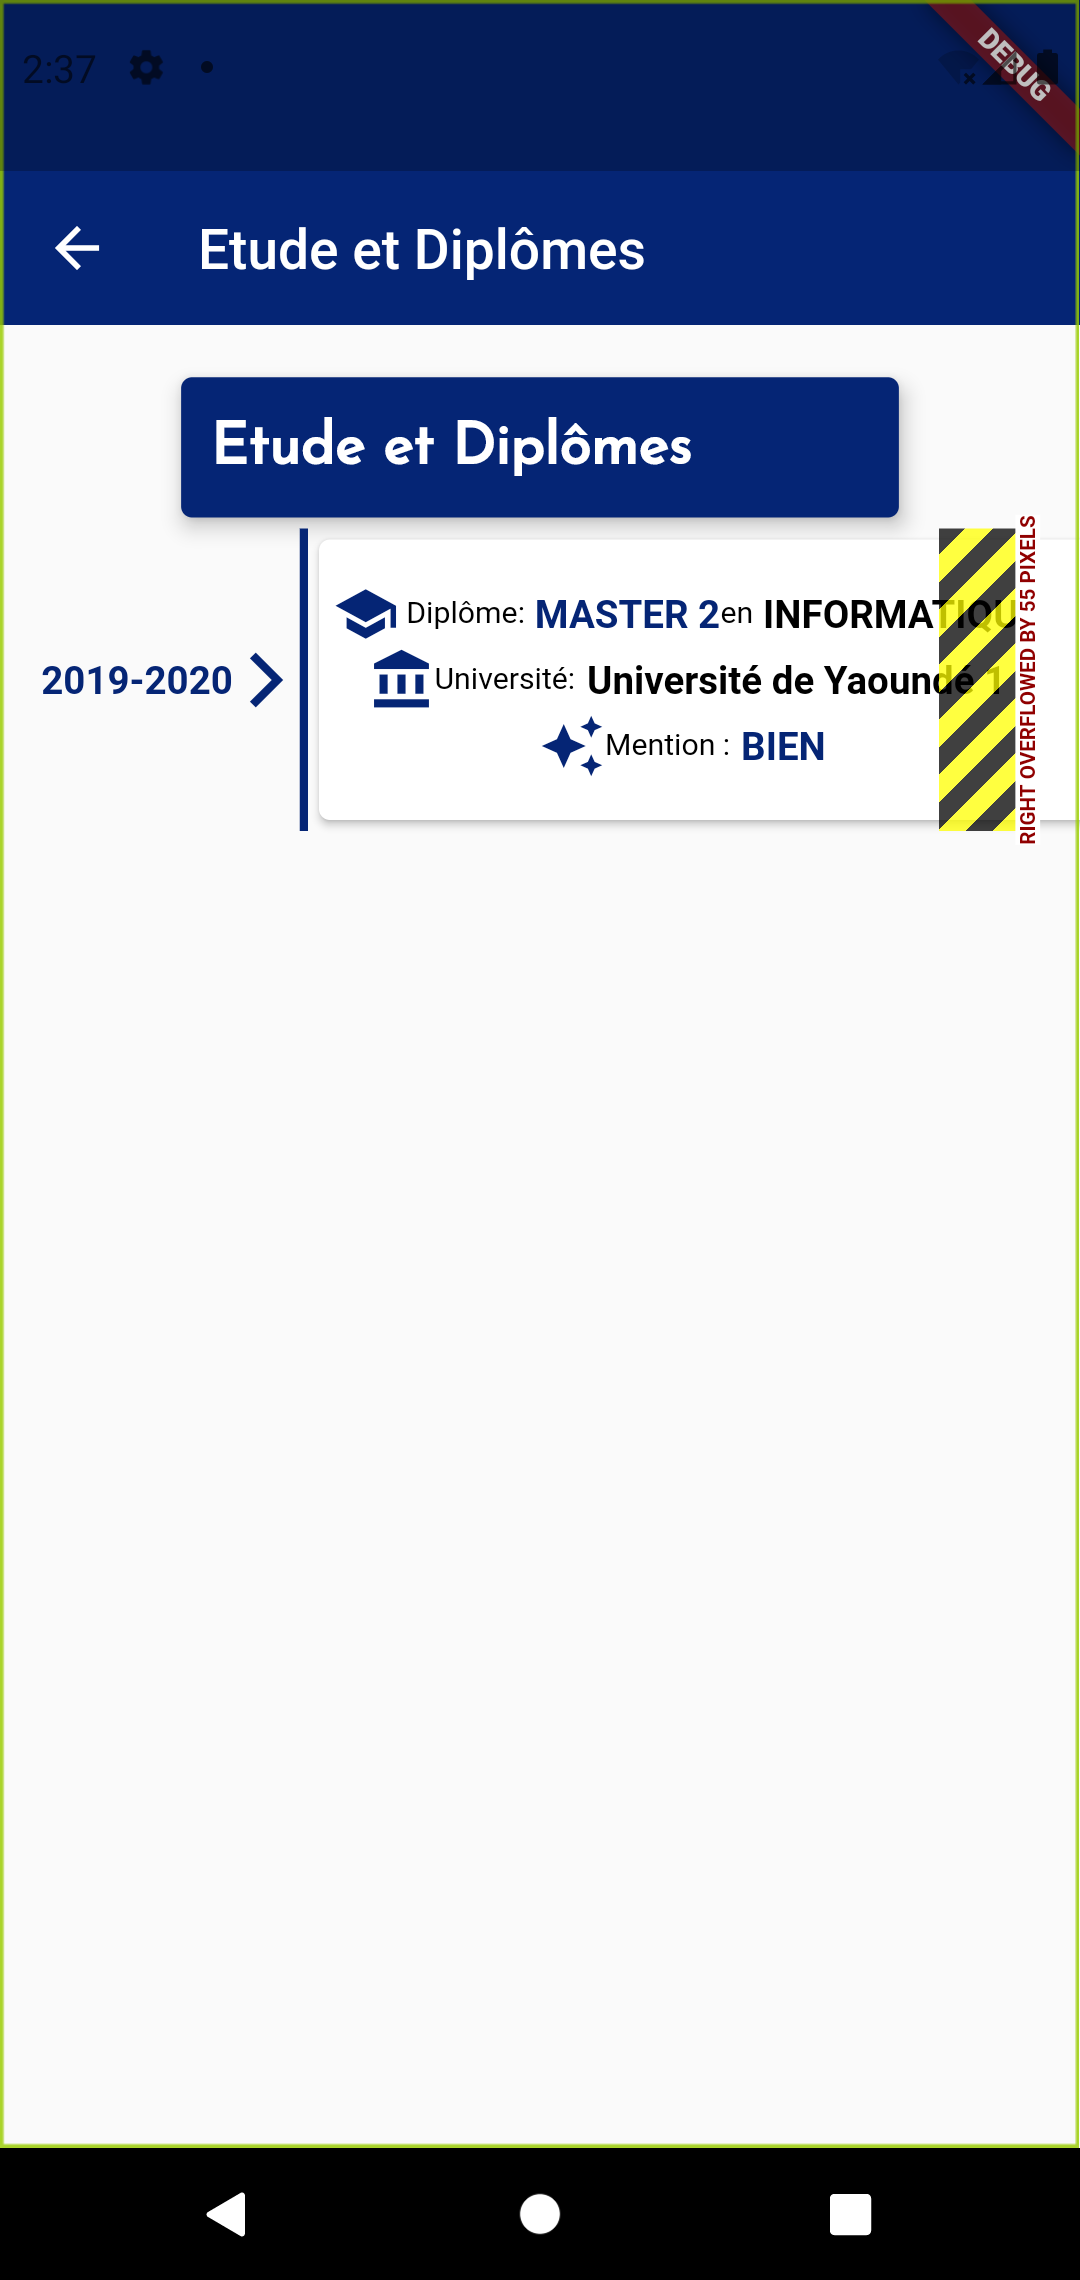 2:37
DEBUG
Etude et Diplômes
Etude et Diplômes
2019-2020
Diplôme: MASTER 2en INFORMATIQU
Université: Université de Yaoundé 1
Mention : BIEN
RIGHT OVERFLOWED BY 55 PIXELS